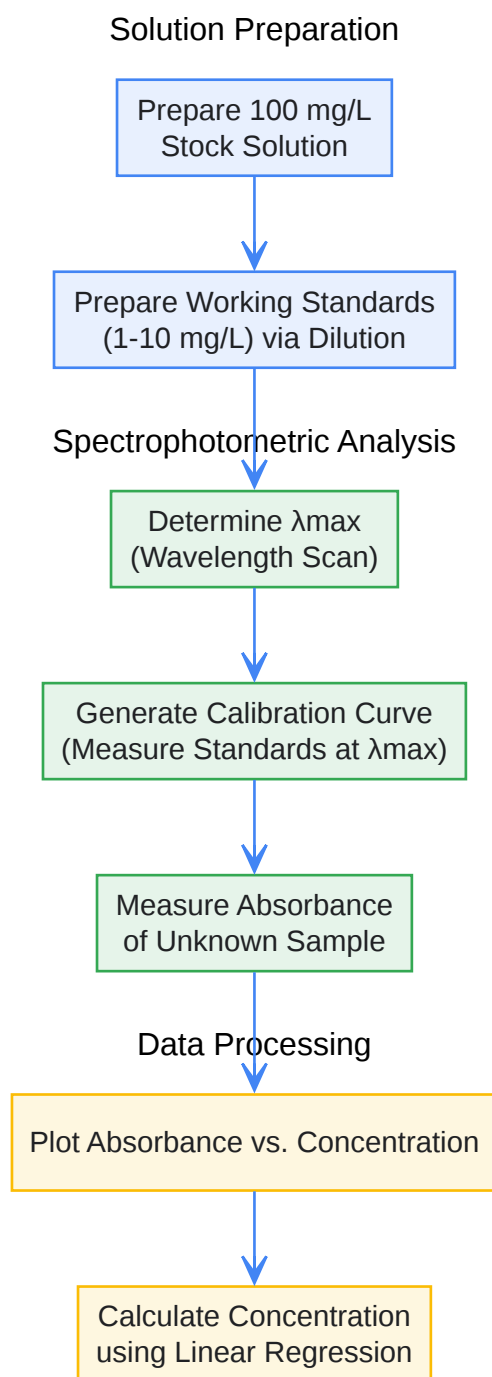 Solution Preparation
Prepare 100 mg/L
Stock Solution
Prepare Working Standards
(1-10 mg/L) via Dilution
Spectrophotometric Analysis
Determine λmax
(Wavelength Scan)
Generate Calibration Curve
(Measure Standards at λmax)
Measure Absorbance
of Unknown Sample
Data Processing
Plot Absorbance vs. Concentration
Calculate Concentration
using Linear Regression